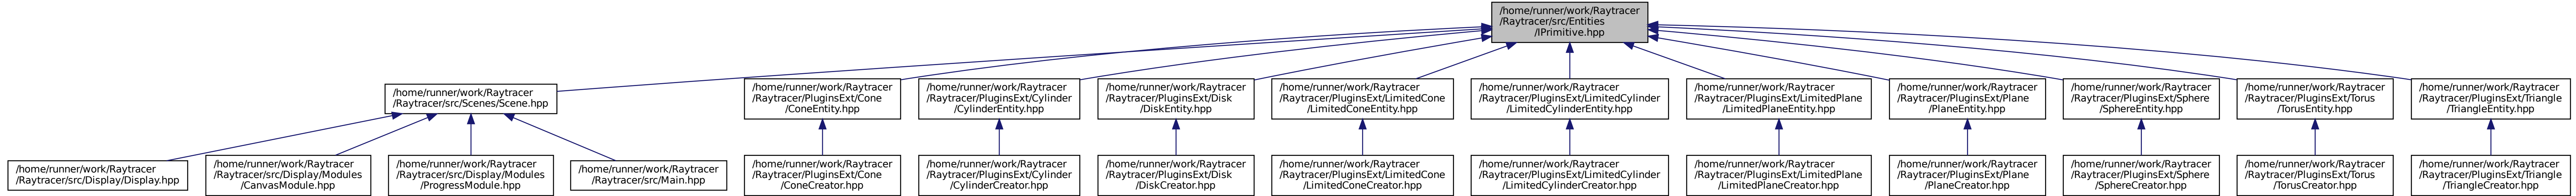 /home/runner/work/Raytracer
/Raytracer/src/Entities
/IPrimitive.hpp
/home/runner/work/Raytracer
/Raytracer/src/Scenes/Scene.hpp
/home/runner/work/Raytracer
/Raytracer/PluginsExt/Cone
/ConeEntity.hpp
/home/runner/work/Raytracer
/Raytracer/PluginsExt/Cylinder
/CylinderEntity.hpp
/home/runner/work/Raytracer
/Raytracer/PluginsExt/Disk
/DiskEntity.hpp
/home/runner/work/Raytracer
/Raytracer/PluginsExt/LimitedCone
/LimitedConeEntity.hpp
/home/runner/work/Raytracer
/Raytracer/PluginsExt/LimitedCylinder
/LimitedCylinderEntity.hpp
/home/runner/work/Raytracer
/Raytracer/PluginsExt/LimitedPlane
/LimitedPlaneEntity.hpp
/home/runner/work/Raytracer
/Raytracer/PluginsExt/Plane
/PlaneEntity.hpp
/home/runner/work/Raytracer
/Raytracer/PluginsExt/Sphere
/SphereEntity.hpp
/home/runner/work/Raytracer
/Raytracer/PluginsExt/Torus
/TorusEntity.hpp
/home/runner/work/Raytracer
/Raytracer/PluginsExt/Triangle
/TriangleEntity.hpp
/home/runner/work/Raytracer
/Raytracer/src/Display/Display.hpp
/home/runner/work/Raytracer
/Raytracer/src/Display/Modules
/CanvasModule.hpp
/home/runner/work/Raytracer
/Raytracer/src/Display/Modules
/ProgressModule.hpp
/home/runner/work/Raytracer
/Raytracer/src/Main.hpp
/home/runner/work/Raytracer
/Raytracer/PluginsExt/Cone
/ConeCreator.hpp
/home/runner/work/Raytracer
/Raytracer/PluginsExt/Cylinder
/CylinderCreator.hpp
/home/runner/work/Raytracer
/Raytracer/PluginsExt/Disk
/DiskCreator.hpp
/home/runner/work/Raytracer
/Raytracer/PluginsExt/LimitedCone
/LimitedConeCreator.hpp
/home/runner/work/Raytracer
/Raytracer/PluginsExt/LimitedCylinder
/LimitedCylinderCreator.hpp
/home/runner/work/Raytracer
/Raytracer/PluginsExt/LimitedPlane
/LimitedPlaneCreator.hpp
/home/runner/work/Raytracer
/Raytracer/PluginsExt/Plane
/PlaneCreator.hpp
/home/runner/work/Raytracer
/Raytracer/PluginsExt/Sphere
/SphereCreator.hpp
/home/runner/work/Raytracer
/Raytracer/PluginsExt/Torus
/TorusCreator.hpp
/home/runner/work/Raytracer
/Raytracer/PluginsExt/Triangle
/TriangleCreator.hpp